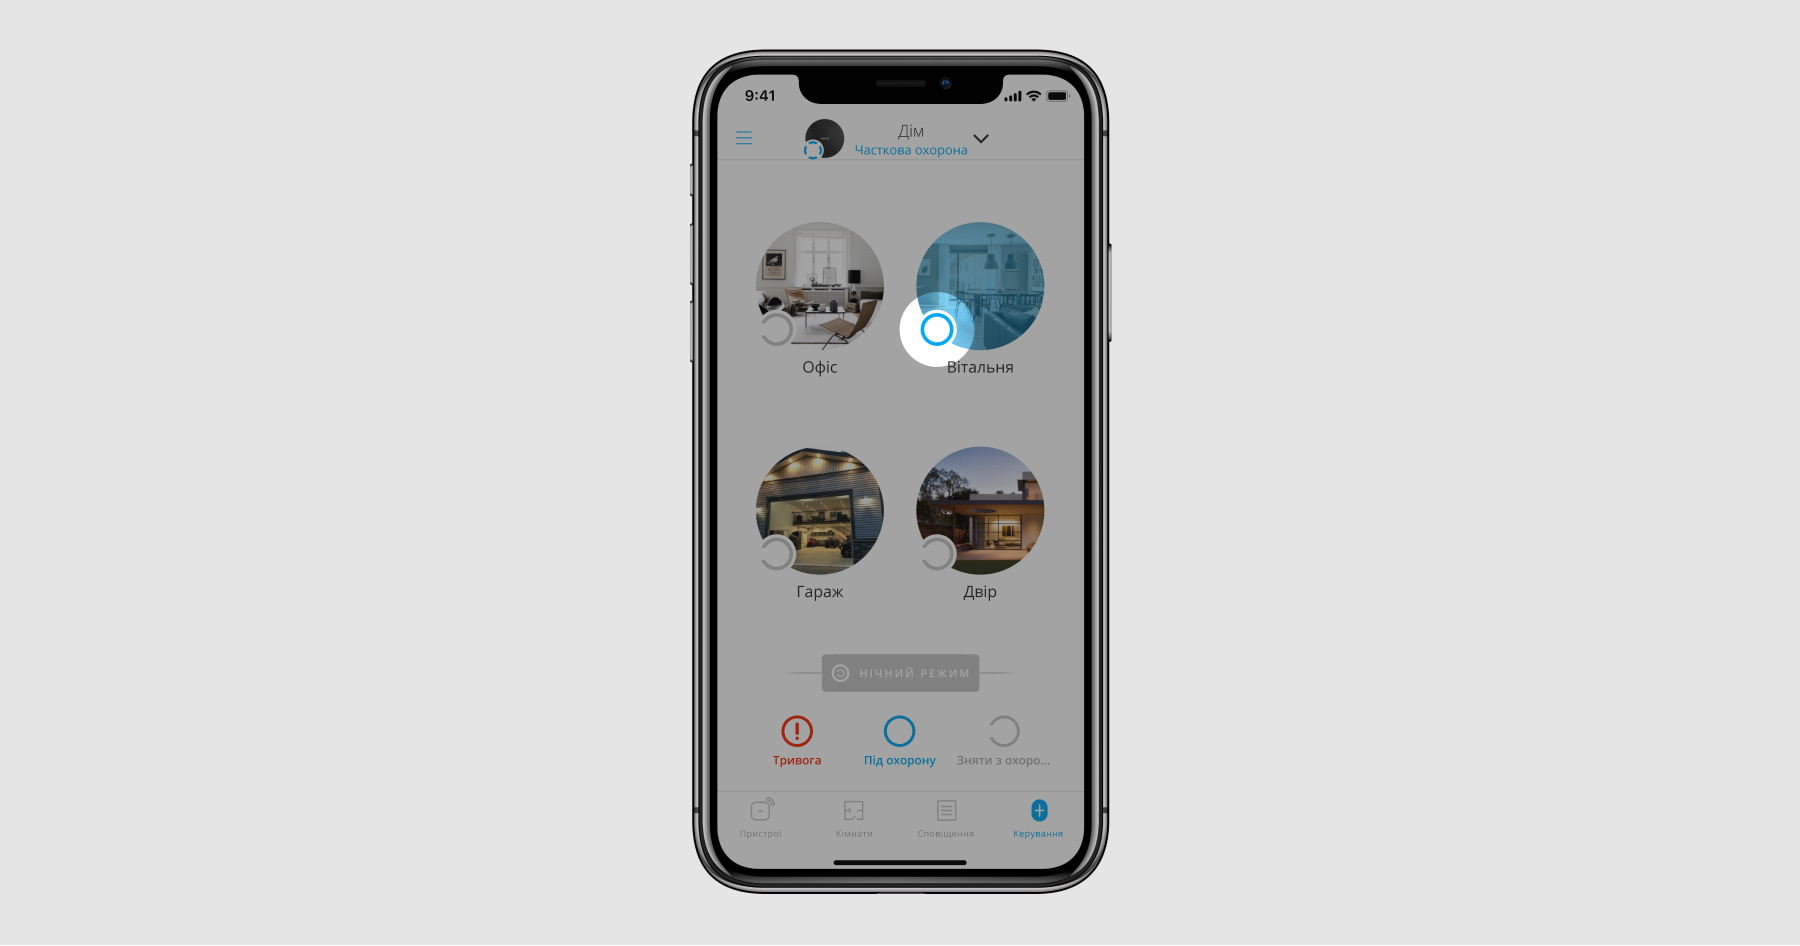 9:41
Дім
Часткова охорона
Офіс
Вітальня
Гараж
Двір
НІЧНИЙ РЕЖИМ
Тривога
Під охорону
Зняти з охоро...
Пристрої
Кімнати
Сповіщення
Керування